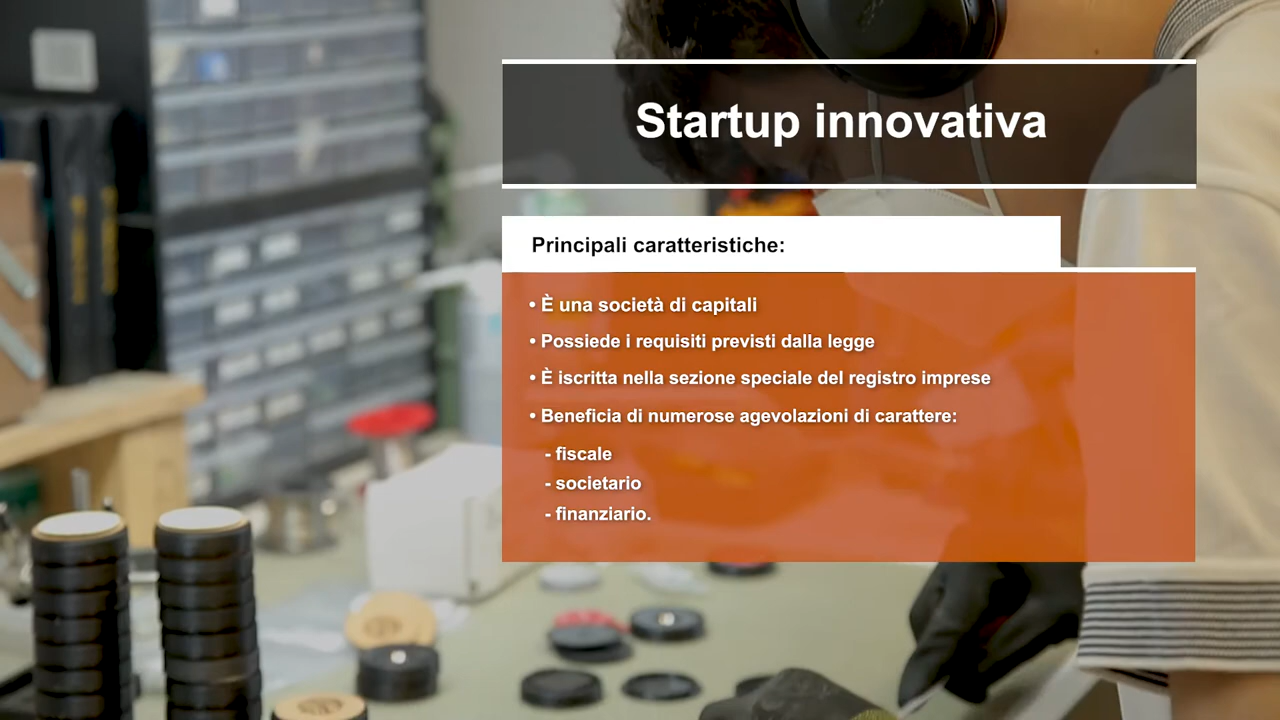 Startup innovativa
Principali caratteristiche:
• È una società di capitali
• Possiede i requisiti previsti dalla legge
• È iscritta nella sezione speciale del registro imprese
• Beneficia di numerose agevolazioni di carattere:
- fiscale
- societario
- finanziario.